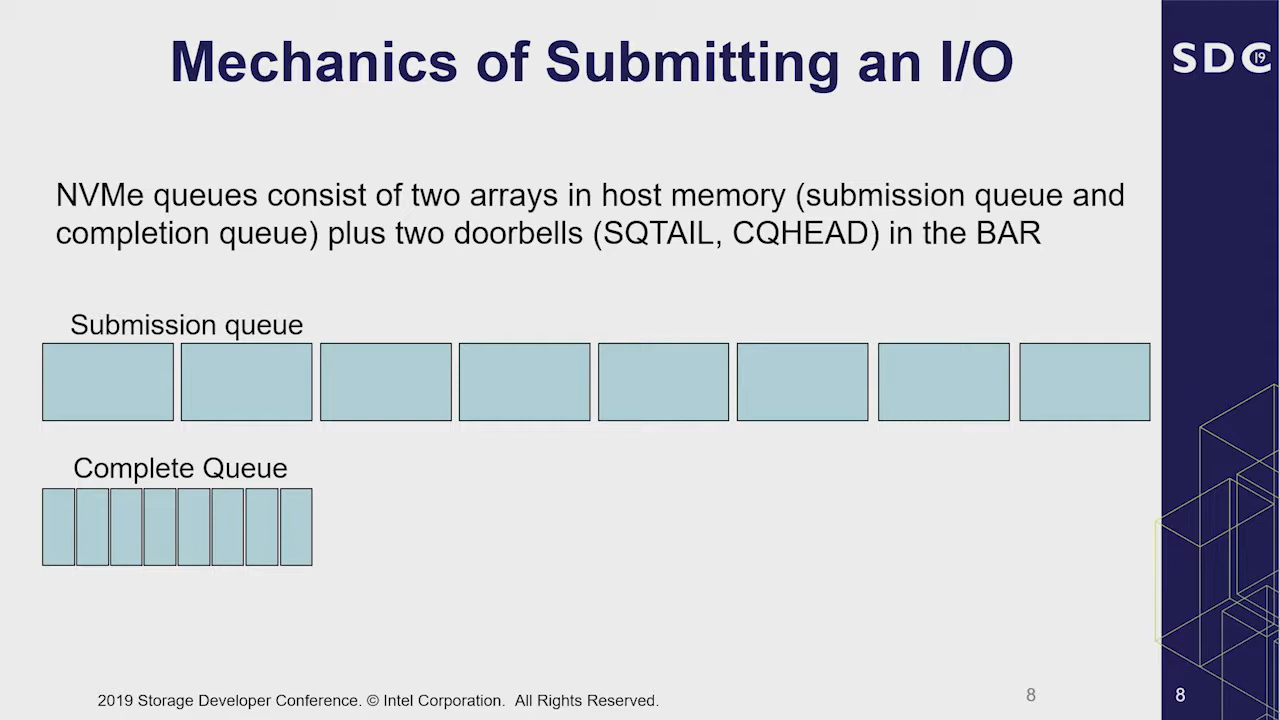 Mechanics of Submitting an I/O
SDC 19
NVMe queues consist of two arrays in host memory (submission queue and
completion queue) plus two doorbells (SQTAIL, CQHEAD) in the BAR
Submission queue
Complete Queue
2019 Storage Developer Conference. © Intel Corporation. All Rights Reserved.
8
8